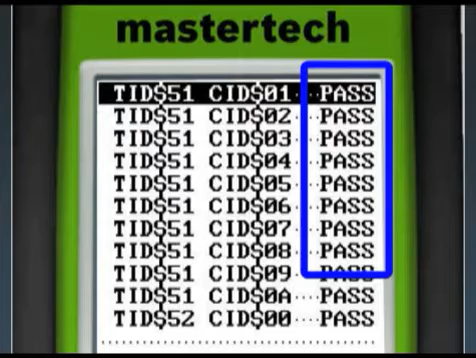 mastertech
TID$51 CID$01····PASS
TID$51 CID$02····PASS
TID$51 CID$03····PASS
TID$51 CID$04····PASS
TID$51 CID$05····PASS
TID$51 CID$06····PASS
TID$51 CID$07····PASS
TID$51 CID$08····PASS
TID$51 CID$09····PASS
TID$51 CID$0A····PASS
TID$52 CID$00····PASS